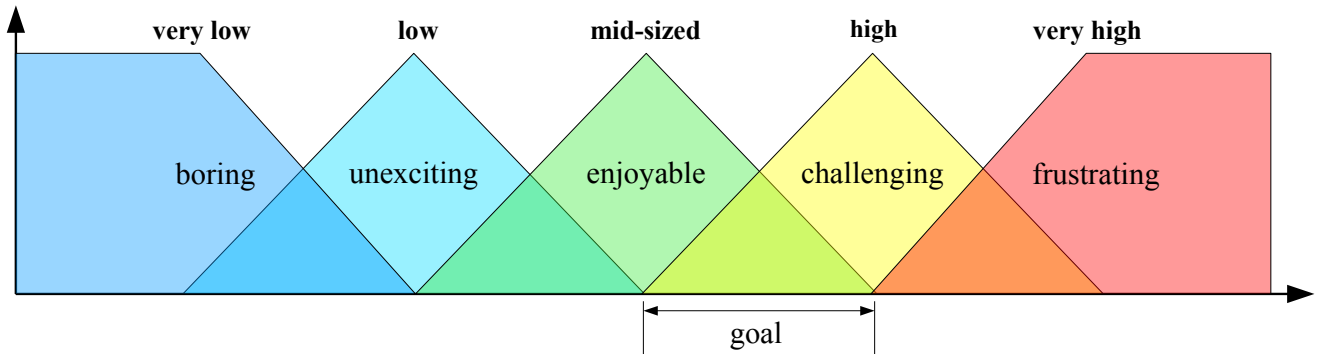 very low
low
mid-sized
high
very high
boring
unexciting
enjoyable
challenging
frustrating
goal